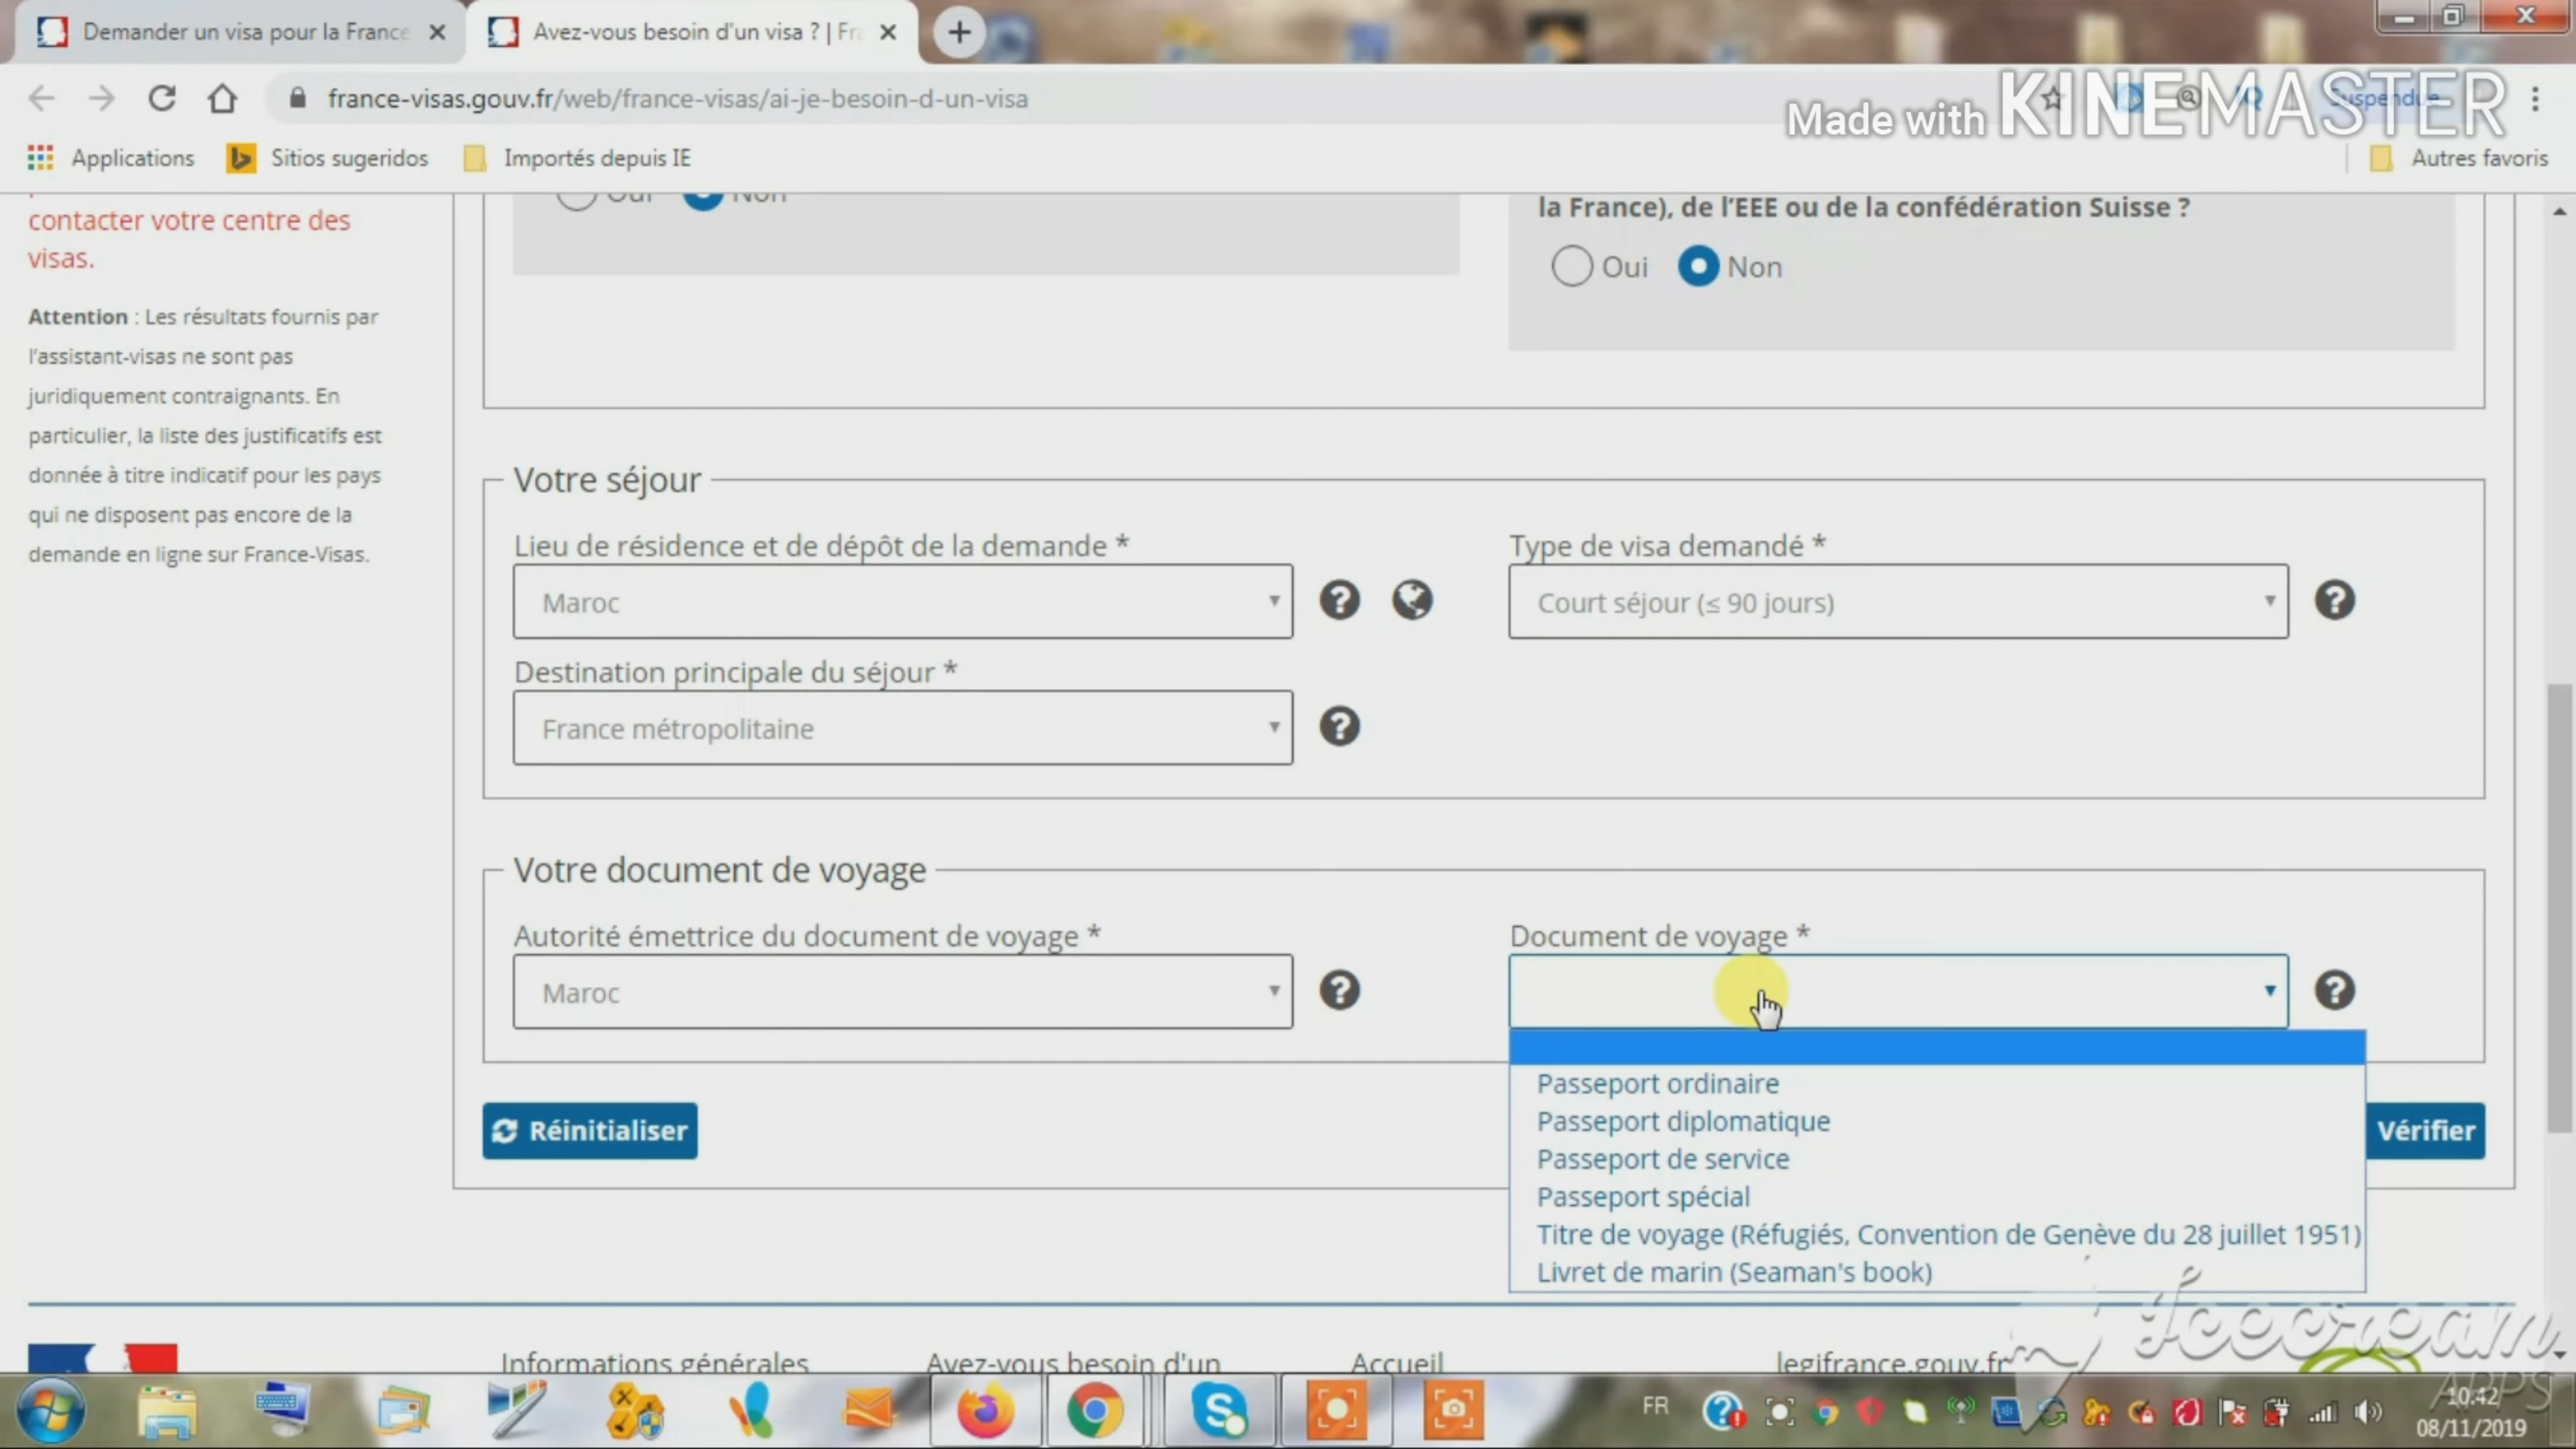 Demander un visa pour la France
Avez-vous besoin d'un visa ? | Fra
france-visas.gouv.fr/web/france-visas/ai-je-besoin-d-un-visa
Suspendue
Made with KINEMASTER
Applications
Sitios sugeridos
Importés depuis IE
Autres favoris
contacter votre centre des
visas.
Attention : Les résultats fournis par
l'assistant-visas ne sont pas
juridiquement contraignants. En
particulier, la liste des justificatifs est
donnée à titre indicatif pour les pays
qui ne disposent pas encore de la
demande en ligne sur France-Visas.
Oui Non
la France), de l'EEE ou de la confédération Suisse ?
Oui Non
Votre séjour
Lieu de résidence et de dépôt de la demande *
Maroc
Type de visa demandé *
Court séjour (≤ 90 jours)
Destination principale du séjour *
France métropolitaine
Votre document de voyage
Autorité émettrice du document de voyage *
Maroc
Document de voyage *
Passeport ordinaire
Passeport diplomatique
Passeport de service
Passeport spécial
Titre de voyage (Réfugiés, Convention de Genève du 28 juillet 1951)
Livret de marin (Seaman's book)
Réinitialiser
Vérifier
Informations générales
Avez-vous besoin d'un
Accueil
legifrance.gouv.fr
Icecream
APPS
FR
10:42
08/11/2019